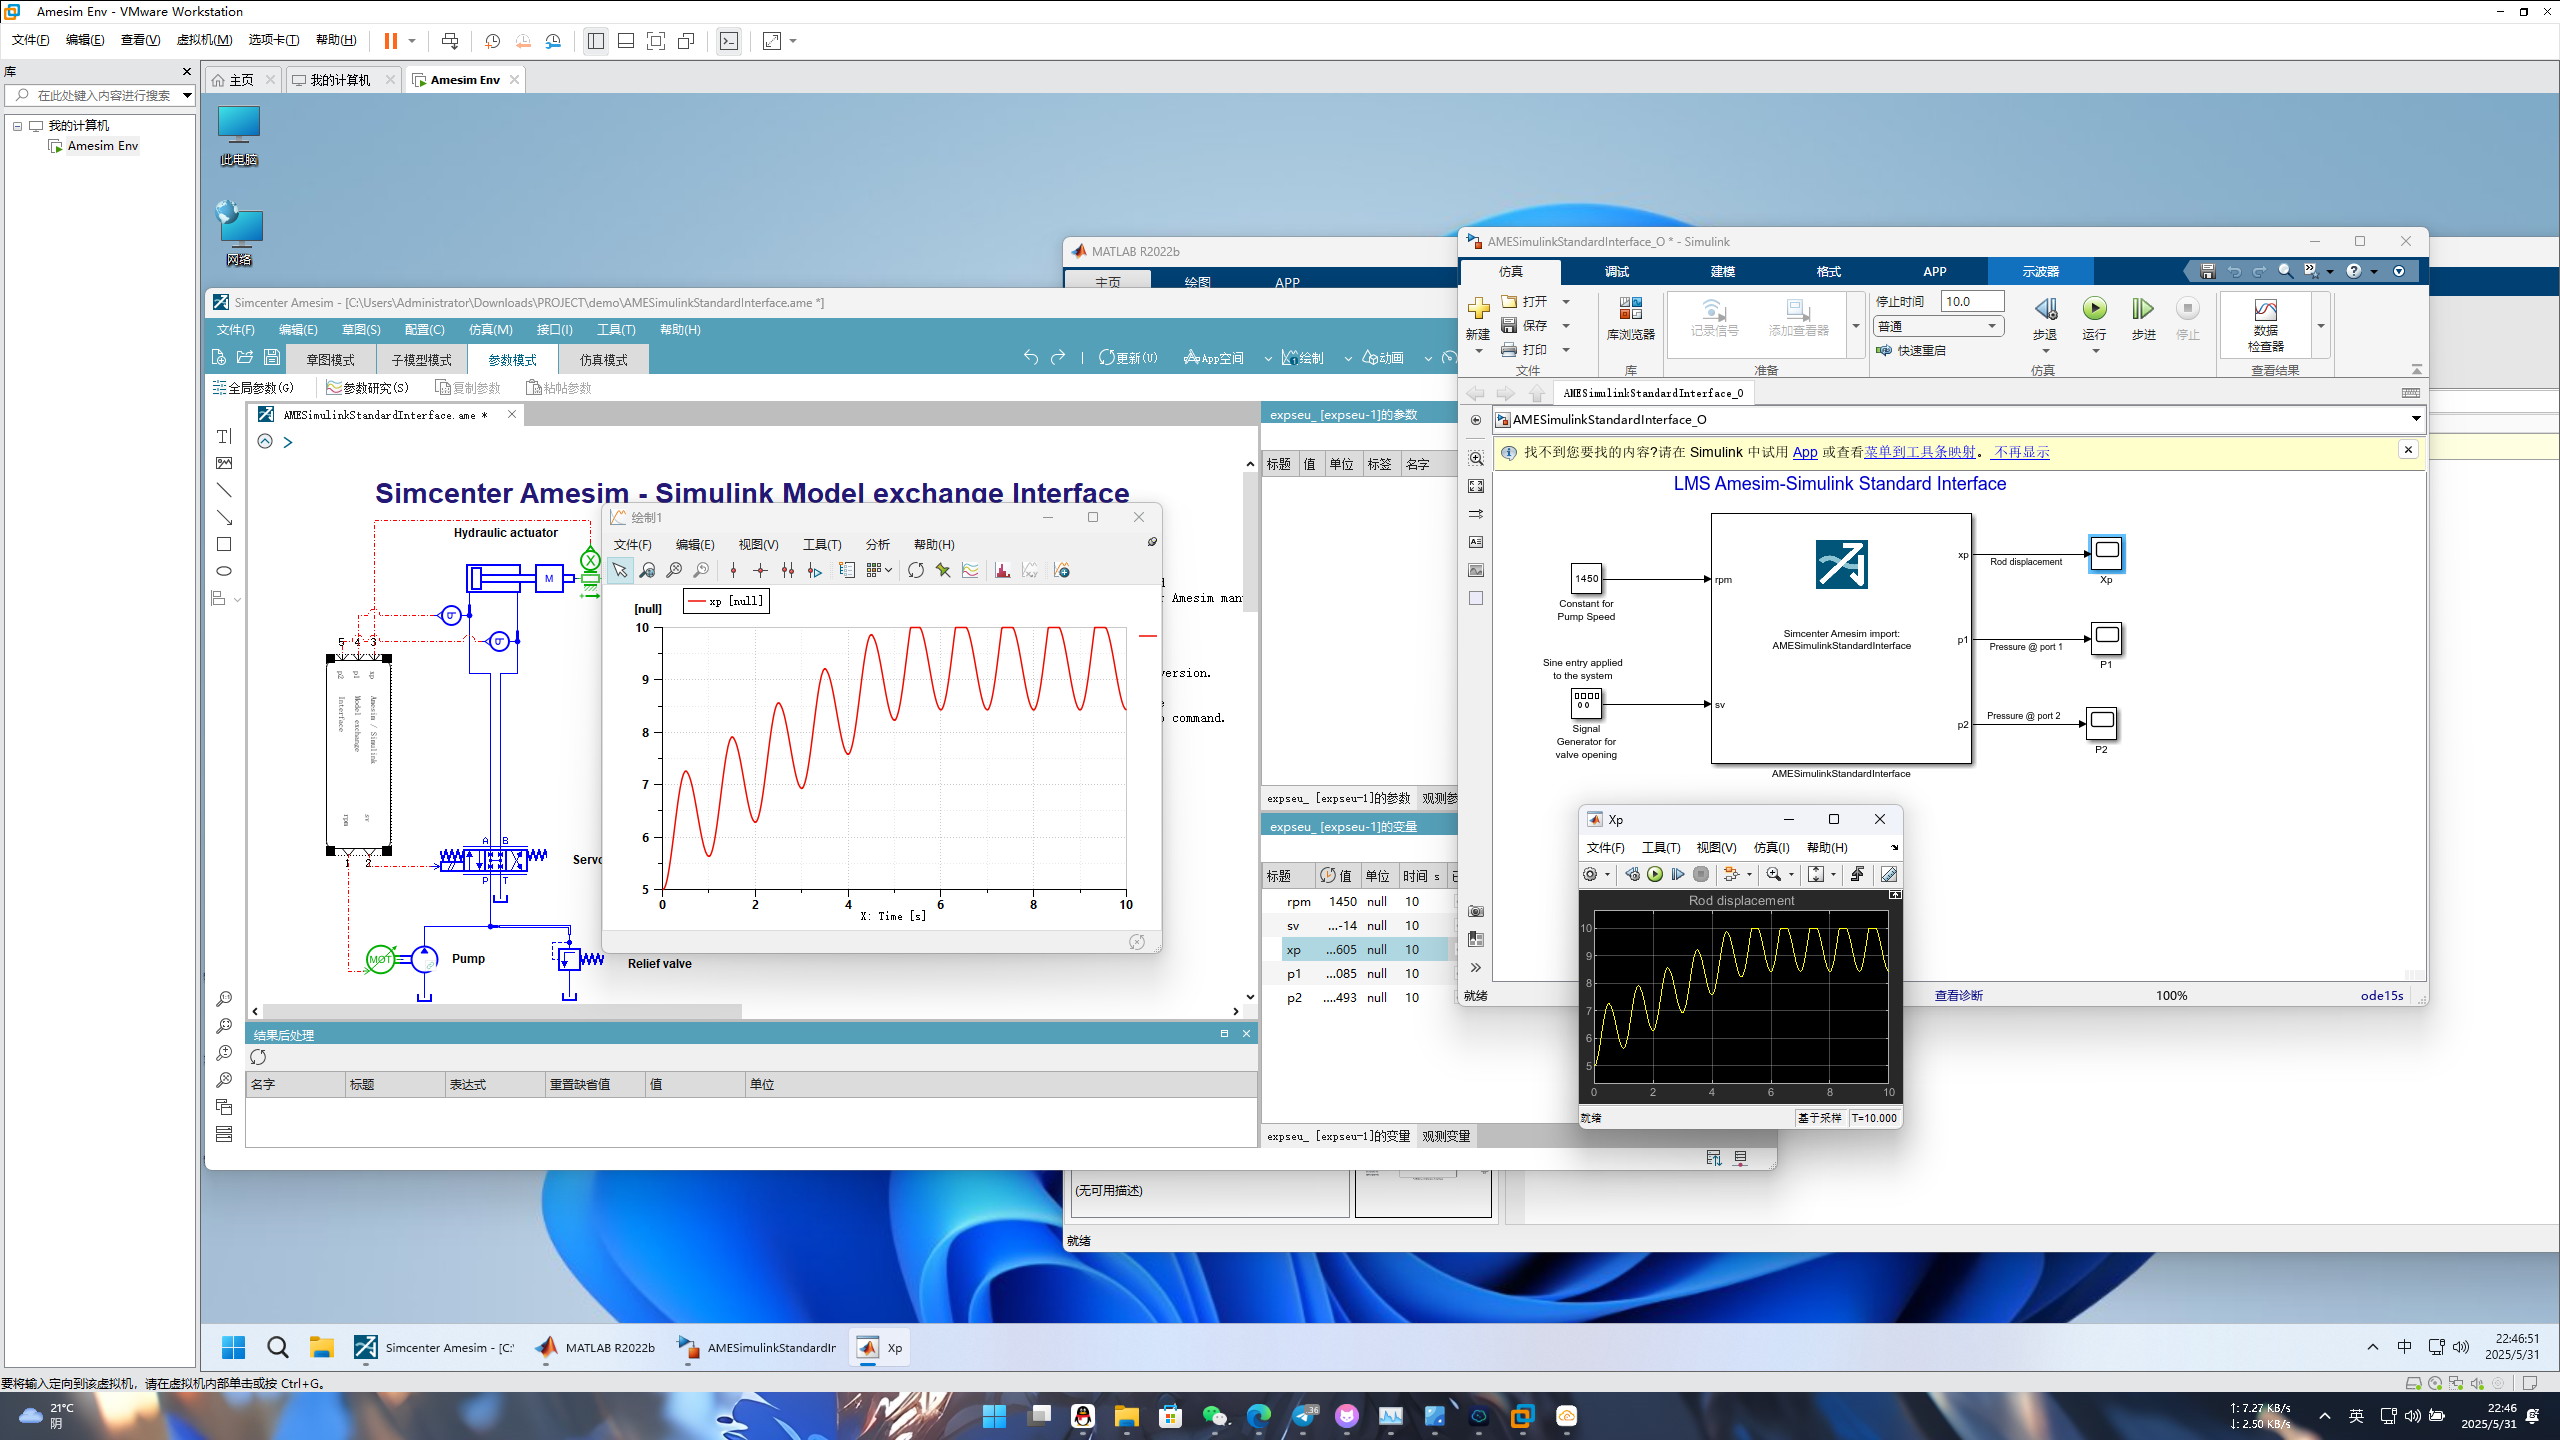 Amesim Env - VMware Workstation
文件(F) 编辑(E) 查看(V) 虚拟机(M) 选项卡(T) 帮助(H)
库
在此处键入内容进行搜索
我的计算机
Amesim Env
主页 我的计算机 Amesim Env
此电脑
网络
MATLAB R2022b
主页 绘图 APP
Simcenter Amesim - [C:\Users\Administrator\Downloads\PROJECT\demo\AMESimulinkStandardInterface.ame *]
文件(F) 编辑(E) 草图(S) 配置(C) 仿真(M) 接口(I) 工具(T) 帮助(H)
草图模式 子模型模式 参数模式 仿真模式 更新(U) App空间 绘制 动画
全局参数(G) 参数研究(S) 复制参数 粘帖参数
AMESimulinkStandardInterface.ame *
Simcenter Amesim - Simulink Model exchange Interface
Hydraulic actuator
M
X
5 4 3
p2 p1 xp
Interface
Model exchange
Amesim / Simulink
rpm sv
1 2
A B
P T
Servo
MOT
Pump
Relief valve
Amesim man
version.
command.
绘制1
文件(F) 编辑(E) 视图(V) 工具(T) 分析 帮助(H)
xp [null]
[null]
10
9
8
7
6
5
0 2 4 6 8 10
X: Time [s]
结果后处理
名字 标题 表达式 重置缺省值 值 单位
expseu_ [expseu-1]的参数
标题 值 单位 标签 名字
expseu_ [expseu-1]的参数 观测参
expseu_ [expseu-1]的变量
标题 值 单位 时间 s
rpm 1450 null 10
sv ...-14 null 10
xp ...605 null 10
p1 ...085 null 10
p2 ....493 null 10
expseu_ [expseu-1]的变量 观测变量
(无可用描述)
就绪
AMESimulinkStandardInterface_O * - Simulink
仿真 调试 建模 格式 APP 示波器
新建 打开 保存 打印
文件
库浏览器
库
记录信号 添加查看器
准备
停止时间 10.0
普通
快速重启
步退 运行 步进 停止
仿真
数据
检查器
查看结果
AMESimulinkStandardInterface_O
AMESimulinkStandardInterface_O
找不到您要找的内容?请在 Simulink 中试用 App 或查看菜单到工具条映射。 不再显示
LMS Amesim-Simulink Standard Interface
1450
Constant for
Pump Speed
Sine entry applied
to the system
Signal
Generator for
valve opening
rpm
sv
Simcenter Amesim import:
AMESimulinkStandardInterface
xp
p1
p2
AMESimulinkStandardInterface
Rod displacement
Xp
Pressure @ port 1
P1
Pressure @ port 2
P2
就绪 查看诊断 100% ode15s
Xp
文件(F) 工具(T) 视图(V) 仿真(I) 帮助(H)
Rod displacement
10
9
8
7
6
5
0 2 4 6 8 10
就绪 基于采样 T=10.000
Simcenter Amesim - [C:\ MATLAB R2022b AMESimulinkStandardIr Xp
中 22:46:51
2025/5/31
要将输入定向到该虚拟机，请在虚拟机内部单击或按 Ctrl+G。
21°C
阴
36
↑: 7.27 KB/s
↓: 2.50 KB/s
英
22:46
2025/5/31